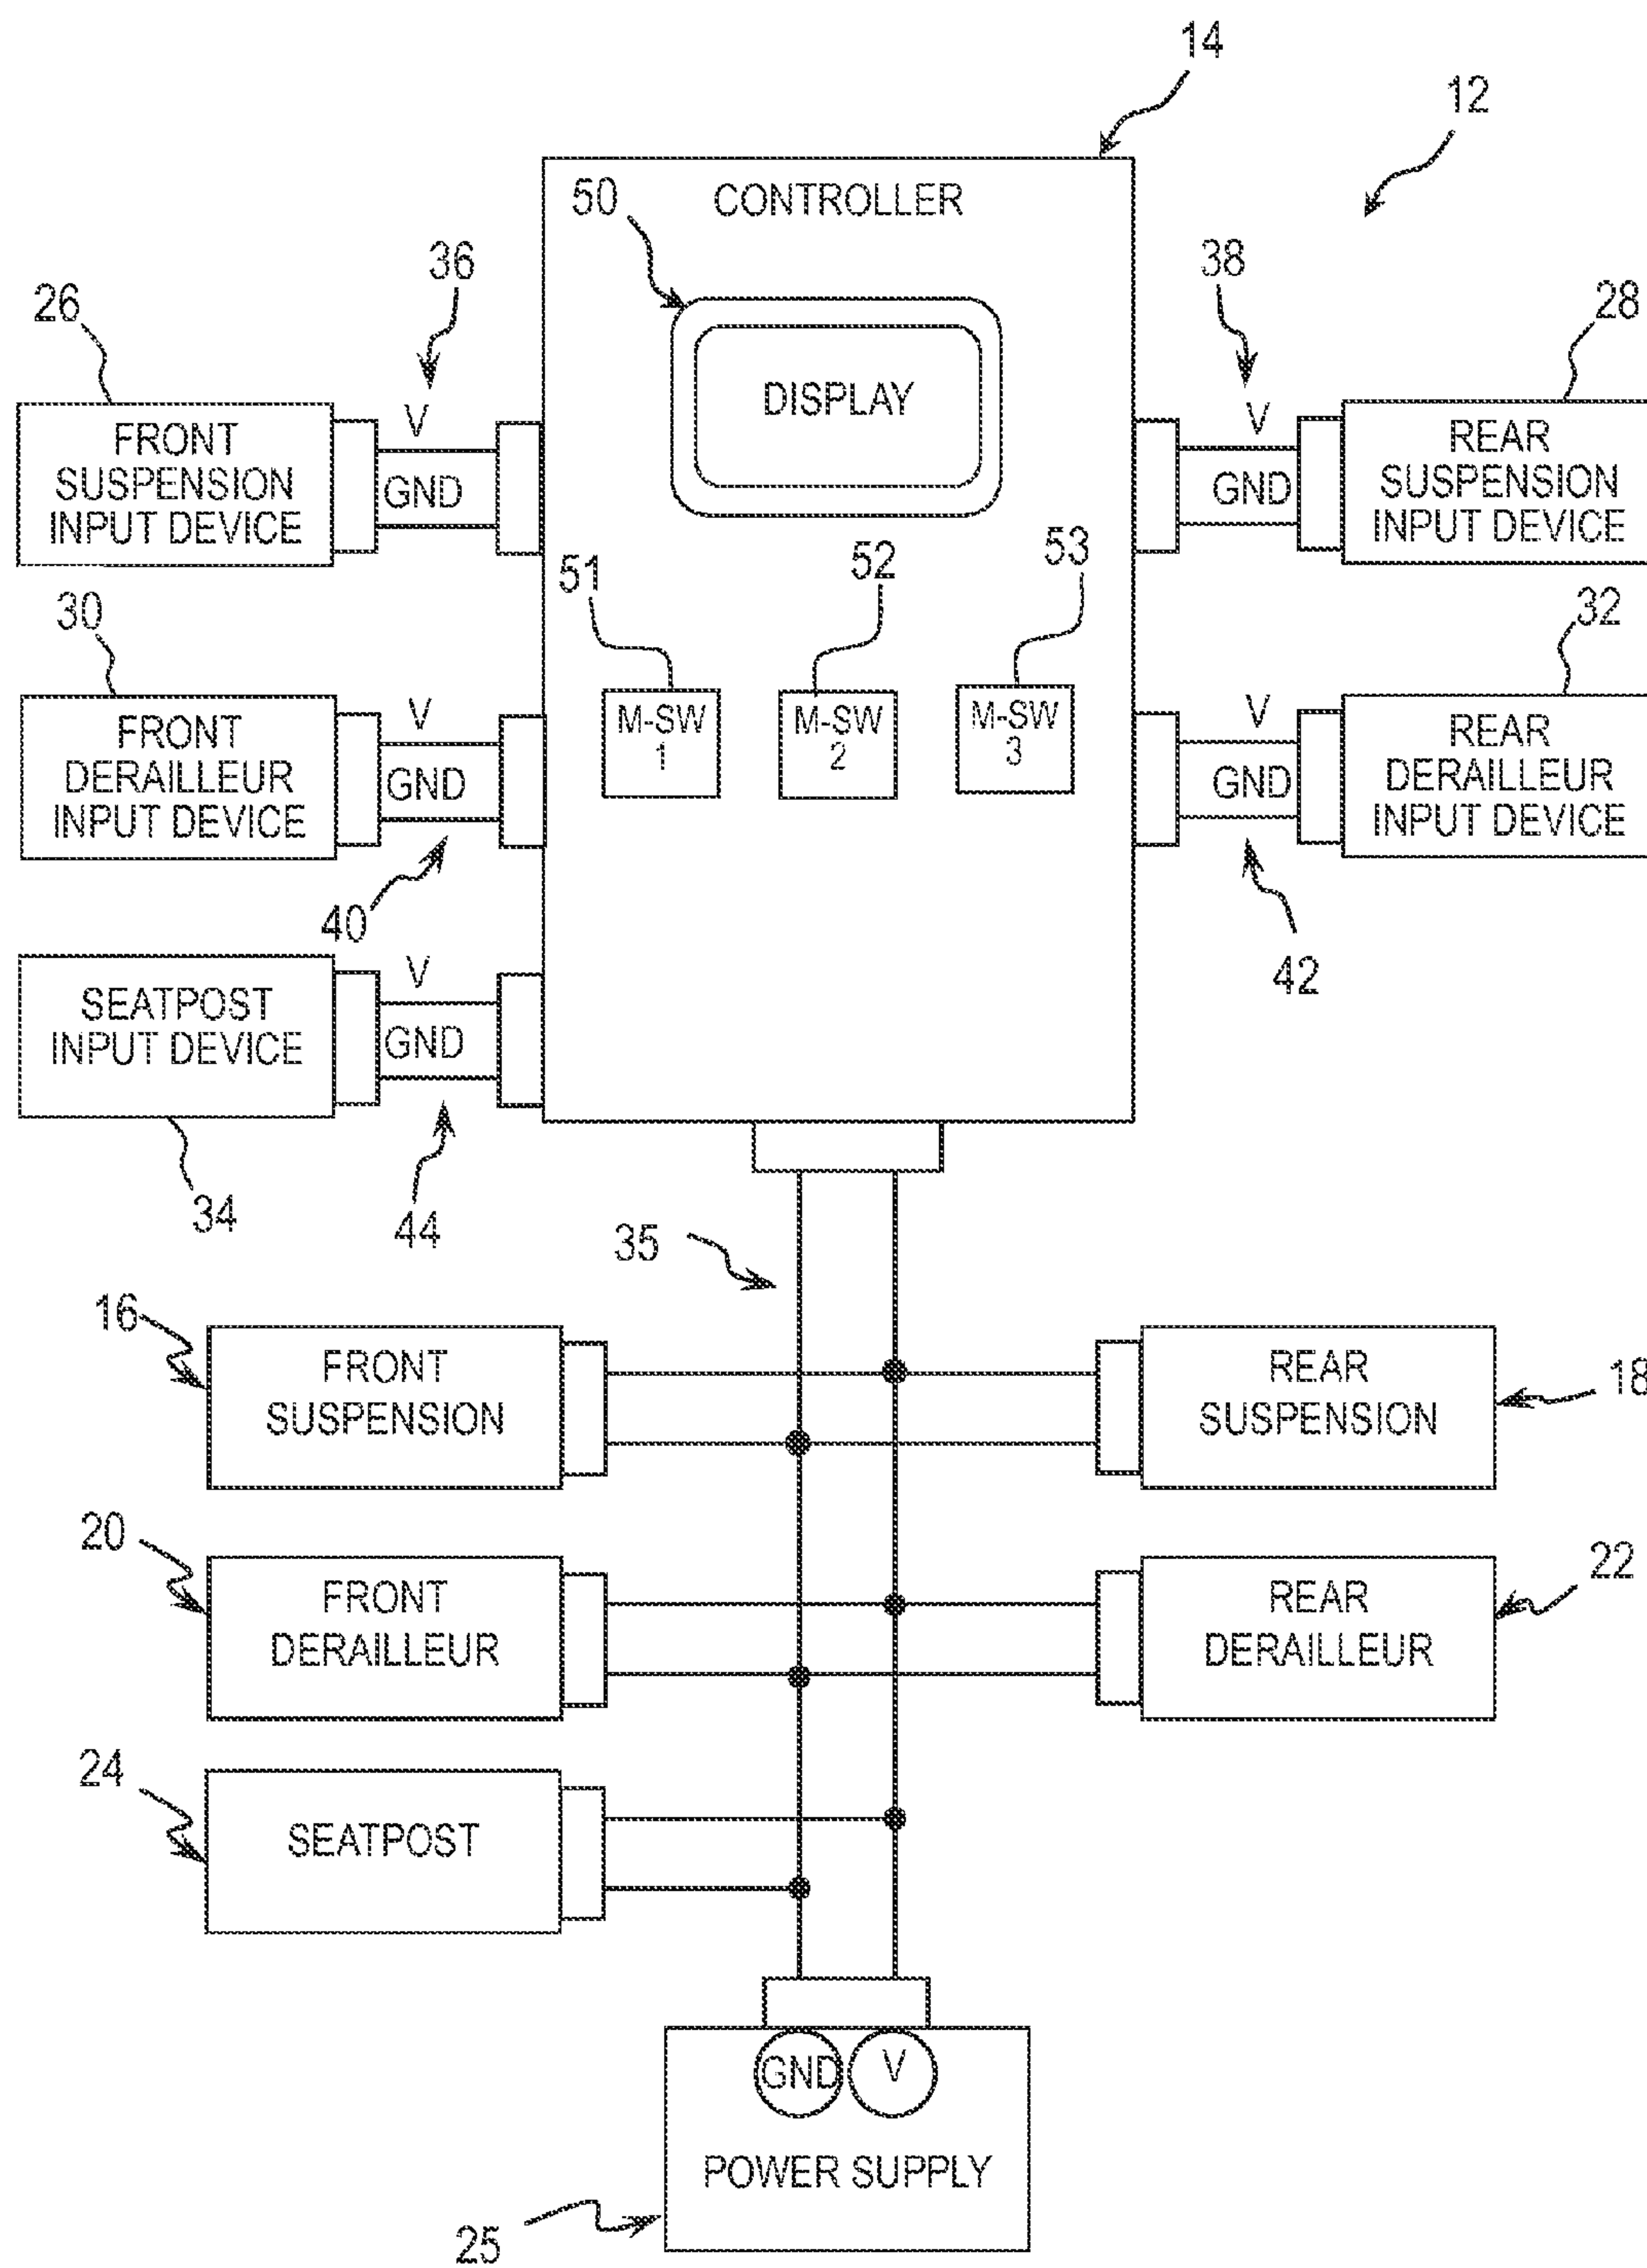 14
12
CONTROLLER
50
36
38
26
28
DISPLAY
V
V
FRONT
SUSPENSION
INPUT DEVICE
GND
GND
REAR
SUSPENSION
INPUT DEVICE
51
52
53
30
32
FRONT
DERAILLEUR
INPUT DEVICE
V
GND
M-SW
1
M-SW
2
M-SW
3
V
GND
REAR
DERAILLEUR
INPUT DEVICE
40
42
SEATPOST
INPUT DEVICE
V
GND
34
44
35
16
FRONT
SUSPENSION
REAR
SUSPENSION
18
20
FRONT
DERAILLEUR
REAR
DERAILLEUR
22
24
SEATPOST
GND
V
POWER SUPPLY
25